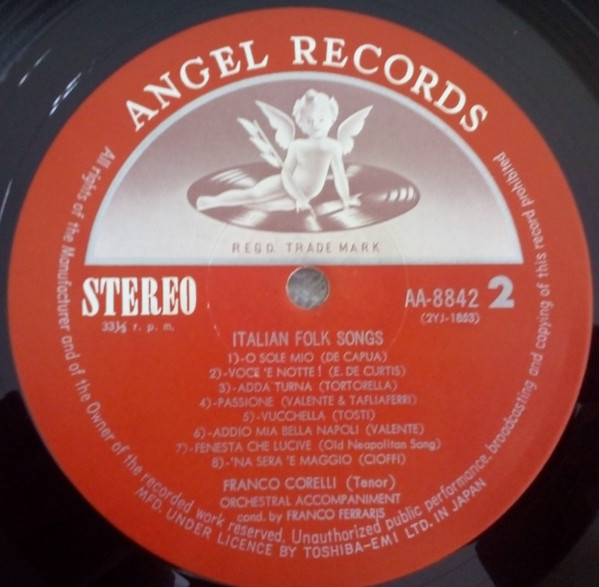 ANGEL RECORDS
REGD. TRADE MARK
STEREO
33⅓ r. p. m.
AA-8842 2
(2YJ-1853)
ITALIAN FOLK SONGS
1)-O SOLE MIO (DE CAPUA)
2)-VOCE 'E NOTTE! (E. DE CURTIS)
3)-ADDA TURNA (TORTORELLA)
4)-PASSIONE (VALENTE & TAGLIAFERRI)
5)-VUCCHELLA (TOSTI)
6)-ADDIO MIA BELLA NAPOLI (VALENTE)
7)-FENESTA CHE LUCIVE (Old Neapolitan Song)
8)-'NA SERA 'E MAGGIO (CIOFFI)
FRANCO CORELLI (Tenor)
ORCHESTRAL ACCOMPANIMENT
cond. by FRANCO FERRARIS
All rights of the Manufacturer and of the Owner of the recorded work reserved. Unauthorized public performance, broadcasting and copying of this record prohibited
MFD. UNDER LICENCE BY TOSHIBA-EMI LTD. IN JAPAN